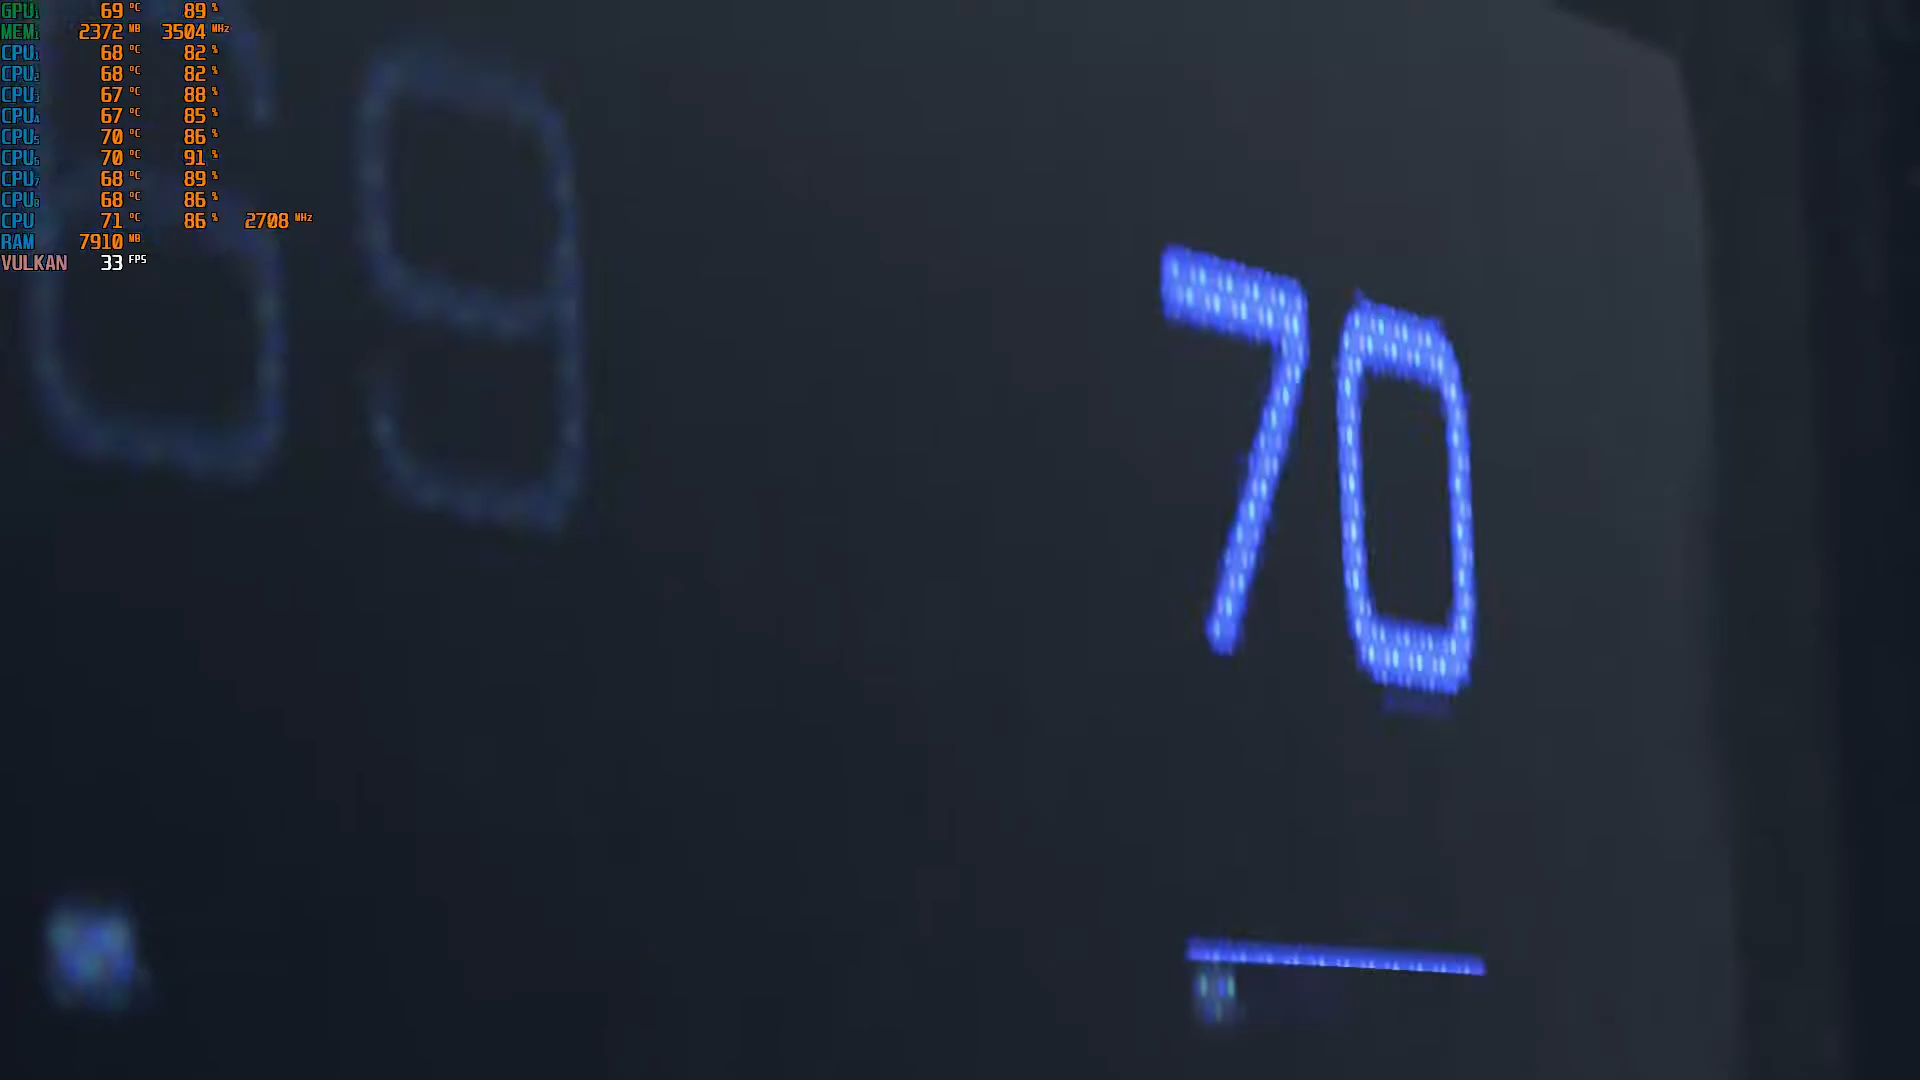 GPU1 69 °C 89 %
MEM1 2372 MB 3504 MHz
CPU1 68 °C 82 %
CPU2 68 °C 82 %
CPU3 67 °C 88 %
CPU4 67 °C 85 %
CPU5 70 °C 86 %
CPU6 70 °C 91 %
CPU7 68 °C 89 %
CPU8 68 °C 86 %
CPU 71 °C 86 % 2708 MHz
RAM 7910 MB
VULKAN 33 FPS
69
70